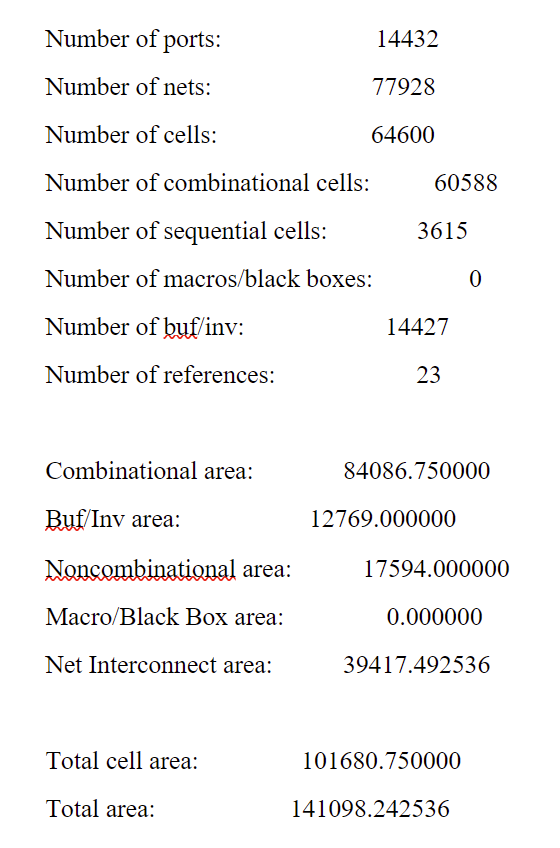 Number of ports: 14432
Number of nets: 77928
Number of cells: 64600
Number of combinational cells: 60588
Number of sequential cells: 3615
Number of macros/black boxes: 0
Number of buf/inv: 14427
Number of references: 23
Combinational area: 84086.750000
Buf/Inv area: 12769.000000
Noncombinational area: 17594.000000
Macro/Black Box area: 0.000000
Net Interconnect area: 39417.492536
Total cell area: 101680.750000
Total area: 141098.242536